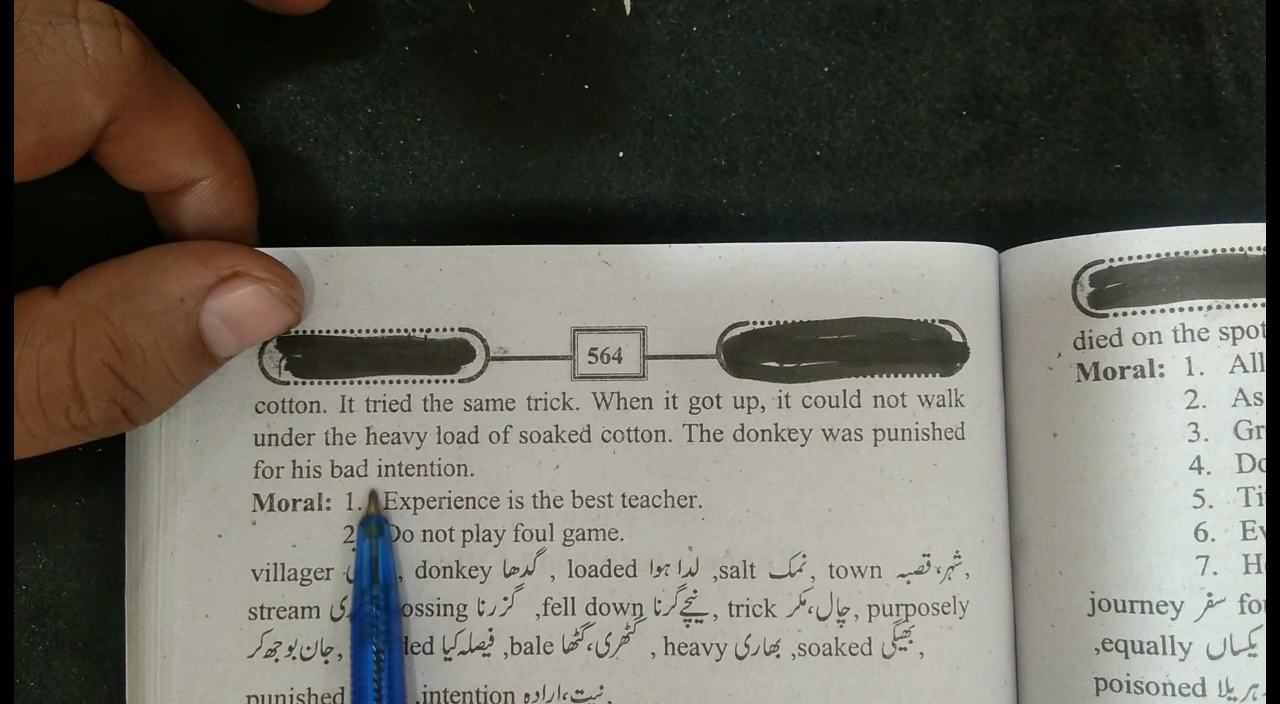 564
cotton. It tried the same trick. When it got up, it could not walk
under the heavy load of soaked cotton. The donkey was punished
for his bad intention.
Moral: 1. Experience is the best teacher.
2. Do not play foul game.
villager , donkey گدھا , loaded لدا ہوا ,salt نمک, town شہر، قصبہ,
stream ossing گزرنا ,fell down نیچے گرنا, trick چال، مکر, purposely
جان بوجھ کر, فیصلہ کیا ,bale گٹھری، گٹھا , heavy بھاری ,soaked بھیگی,
punished ,intention نیت، ارادہ.
died on the spot
Moral: 1. All
2. As
3. Gr
4. Do
5. Ti
6. Ev
7. H
journey سفر fo
,equally یکساں
poisoned